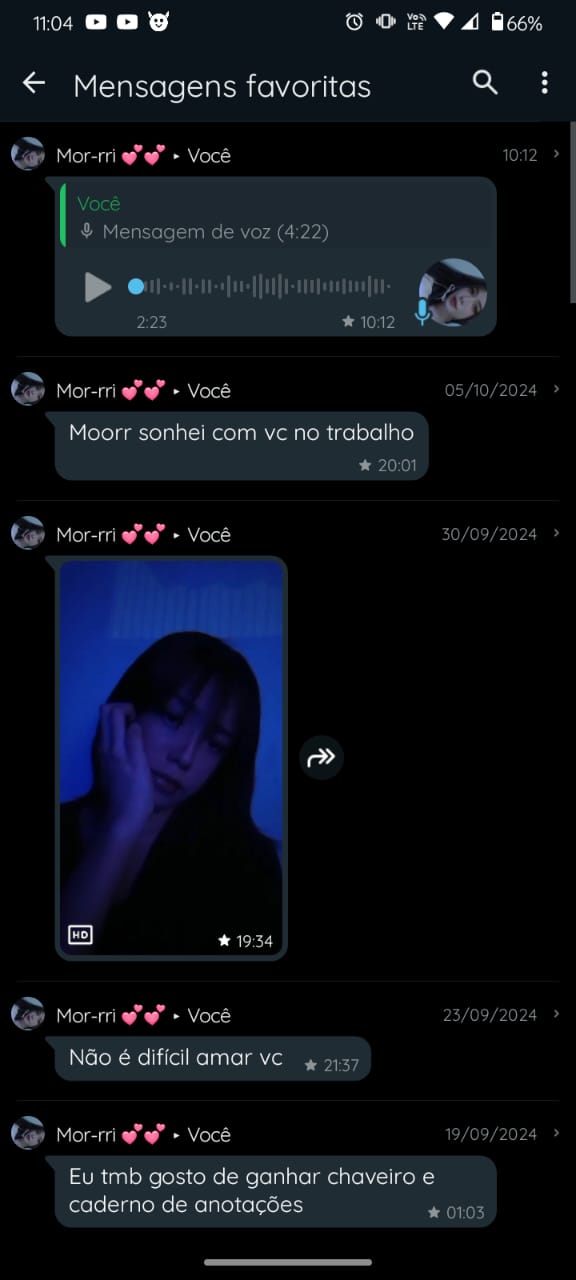 11:04
VoD LTE 66%
Mensagens favoritas
Mor-rri 💕💕 ▸ Você 10:12
Você
Mensagem de voz (4:22)
2:23 ★ 10:12
Mor-rri 💕💕 ▸ Você 05/10/2024
Moorr sonhei com vc no trabalho
★ 20:01
Mor-rri 💕💕 ▸ Você 30/09/2024
HD ★ 19:34
Mor-rri 💕💕 ▸ Você 23/09/2024
Não é difícil amar vc ★ 21:37
Mor-rri 💕💕 ▸ Você 19/09/2024
Eu tmb gosto de ganhar chaveiro e
caderno de anotações
★ 01:03